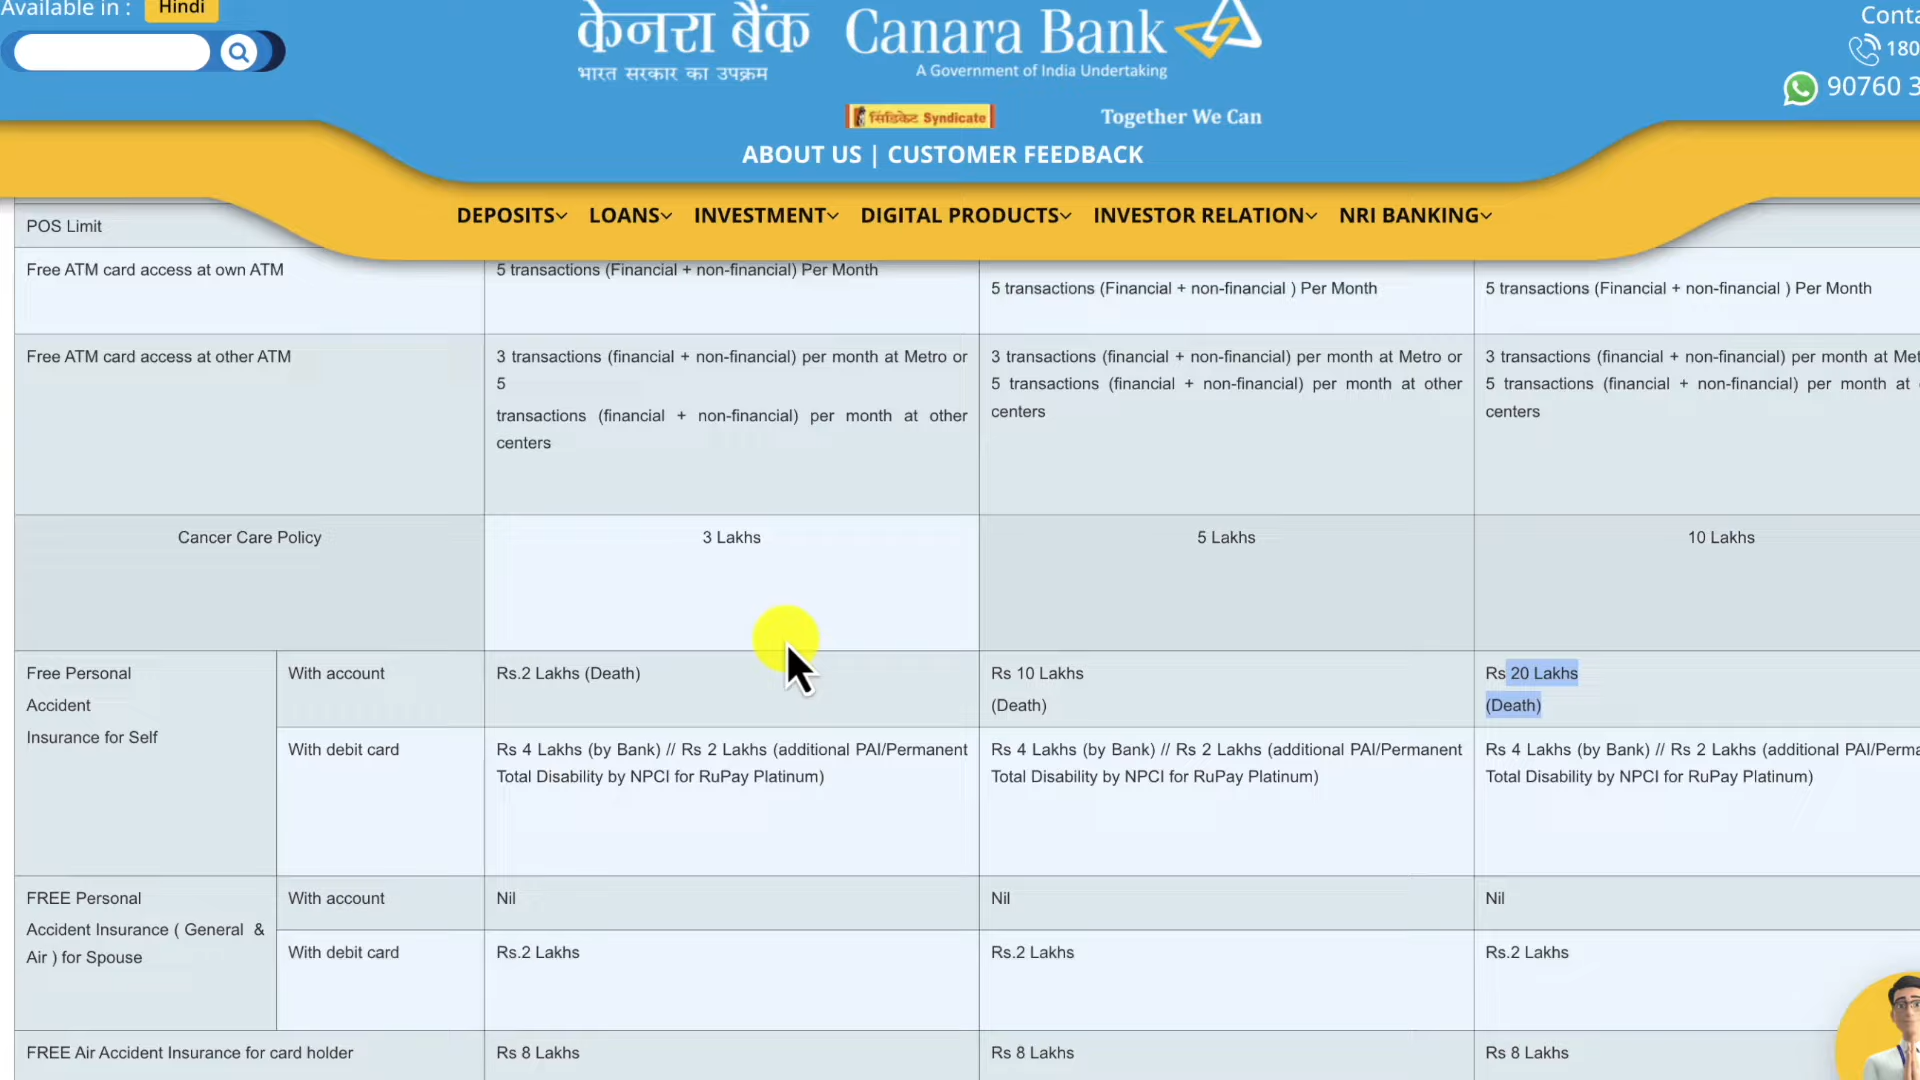 Available in :
Hindi
केनरा बैंक
भारत सरकार का उपक्रम
Canara Bank
A Government of India Undertaking
सिंडिकेट Syndicate
Together We Can
180
90760 3
ABOUT US | CUSTOMER FEEDBACK
DEPOSITS LOANS INVESTMENT DIGITAL PRODUCTS INVESTOR RELATION NRI BANKING
POS Limit
Free ATM card access at own ATM
5 transactions (Financial + non-financial) Per Month
5 transactions (Financial + non-financial ) Per Month
5 transactions (Financial + non-financial ) Per Month
Free ATM card access at other ATM
3 transactions (financial + non-financial) per month at Metro or
5
transactions (financial + non-financial) per month at other
centers
3 transactions (financial + non-financial) per month at Metro or
5 transactions (financial + non-financial) per month at other
centers
3 transactions (financial + non-financial) per month at Met
5 transactions (financial + non-financial) per month at
centers
Cancer Care Policy
3 Lakhs
5 Lakhs
10 Lakhs
Free Personal
Accident
Insurance for Self
With account
Rs.2 Lakhs (Death)
Rs 10 Lakhs
(Death)
Rs 20 Lakhs
(Death)
With debit card
Rs 4 Lakhs (by Bank) // Rs 2 Lakhs (additional PAI/Permanent
Total Disability by NPCI for RuPay Platinum)
Rs 4 Lakhs (by Bank) // Rs 2 Lakhs (additional PAI/Permanent
Total Disability by NPCI for RuPay Platinum)
Rs 4 Lakhs (by Bank) // Rs 2 Lakhs (additional PAI/Perma
Total Disability by NPCI for RuPay Platinum)
FREE Personal
Accident Insurance ( General &
Air ) for Spouse
With account
Nil
Nil
Nil
With debit card
Rs.2 Lakhs
Rs.2 Lakhs
Rs.2 Lakhs
FREE Air Accident Insurance for card holder
Rs 8 Lakhs
Rs 8 Lakhs
Rs 8 Lakhs